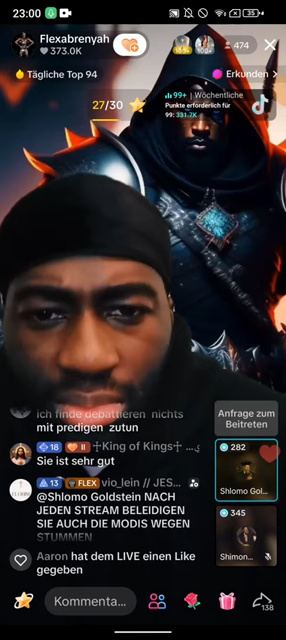 23:00
35
Flexabrenyah
373.0K
474
Tägliche Top 94
Erkunden >
27/30
99+ | Wöchentliche
Punkte erforderlich für
99: 331.7K
ich finde debattieren nichts
mit predigen zutun
Anfrage zum
Beitreten
18 II ♱King of Kings♱ ...
Sie ist sehr gut
282
Shlomo Gol...
13 FLEX vio_lein // JES...
@Shlomo Goldstein NACH
JEDEN STREAM BELEIDIGEN
SIE AUCH DIE MODIS WEGEN
STUMMEN
345
Shimon...
Aaron hat dem LIVE einen Like
gegeben
Kommenta...
138